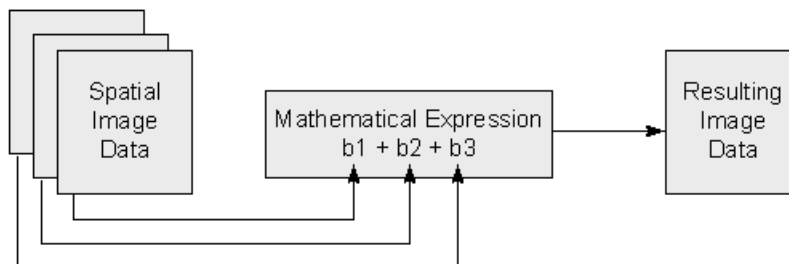 Spatial
Image
Data
Mathematical Expression
b1 + b2 + b3
Resulting
Image
Data